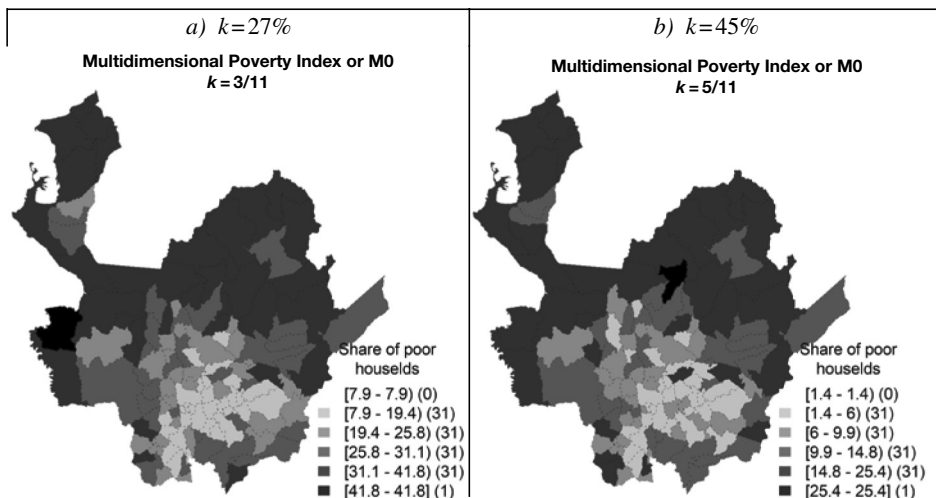 a) k=27%
Multidimensional Poverty Index or M0
k = 3/11
Share of poor
houselds
[7.9 - 7.9) (0)
[7.9 - 19.4) (31)
[19.4 - 25.8) (31)
[25.8 - 31.1) (31)
[31.1 - 41.8) (31)
[41.8 - 41.8] (1)
b) k=45%
Multidimensional Poverty Index or M0
k = 5/11
Share of poor
houselds
[1.4 - 1.4) (0)
[1.4 - 6) (31)
[6 - 9.9) (31)
[9.9 - 14.8) (31)
[14.8 - 25.4) (31)
[25.4 - 25.4] (1)